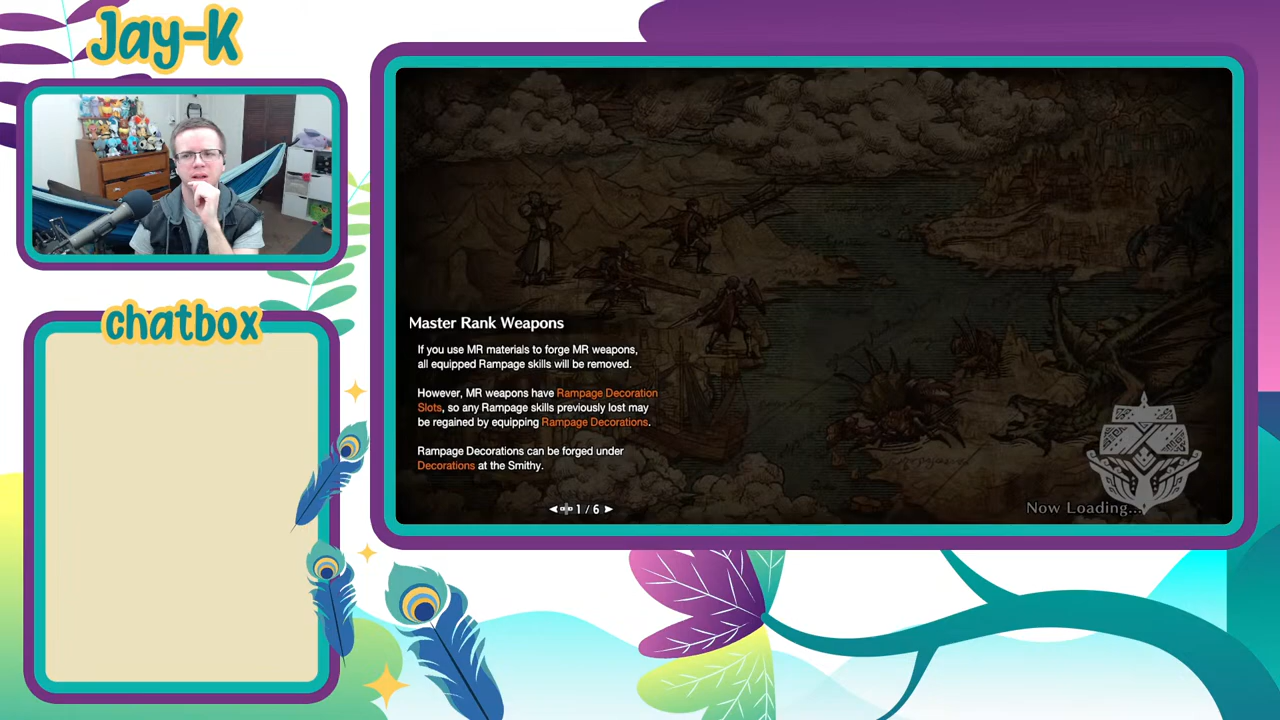 Jay-K
chatbox
Master Rank Weapons
If you use MR materials to forge MR weapons,
all equipped Rampage skills will be removed.
However, MR weapons have Rampage Decoration
Slots, so any Rampage skills previously lost may
be regained by equipping Rampage Decorations.
Rampage Decorations can be forged under
Decorations at the Smithy.
1 / 6
Now Loading...